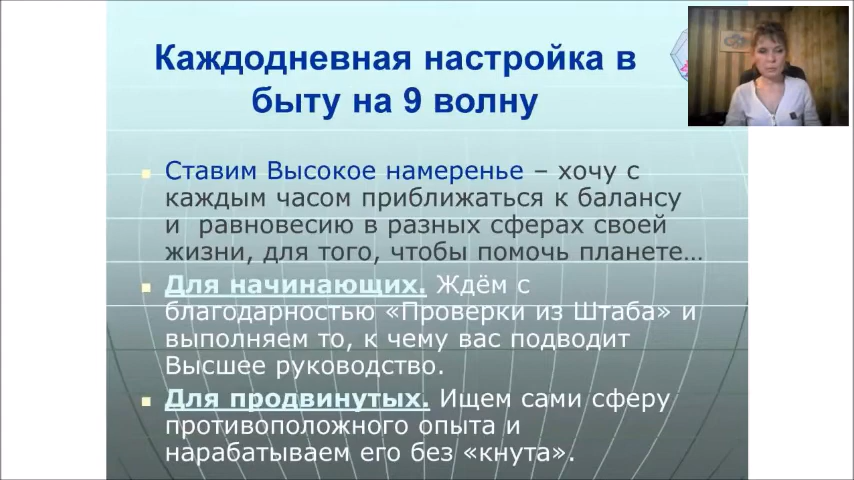 Каждодневная настройка в
быту на 9 волну
Ставим Высокое намеренье – хочу с
каждым часом приближаться к балансу
и равновесию в разных сферах своей
жизни, для того, чтобы помочь планете…
Для начинающих. Ждём с
благодарностью «Проверки из Штаба» и
выполняем то, к чему вас подводит
Высшее руководство.
Для продвинутых. Ищем сами сферу
противоположного опыта и
нарабатываем его без «кнута».